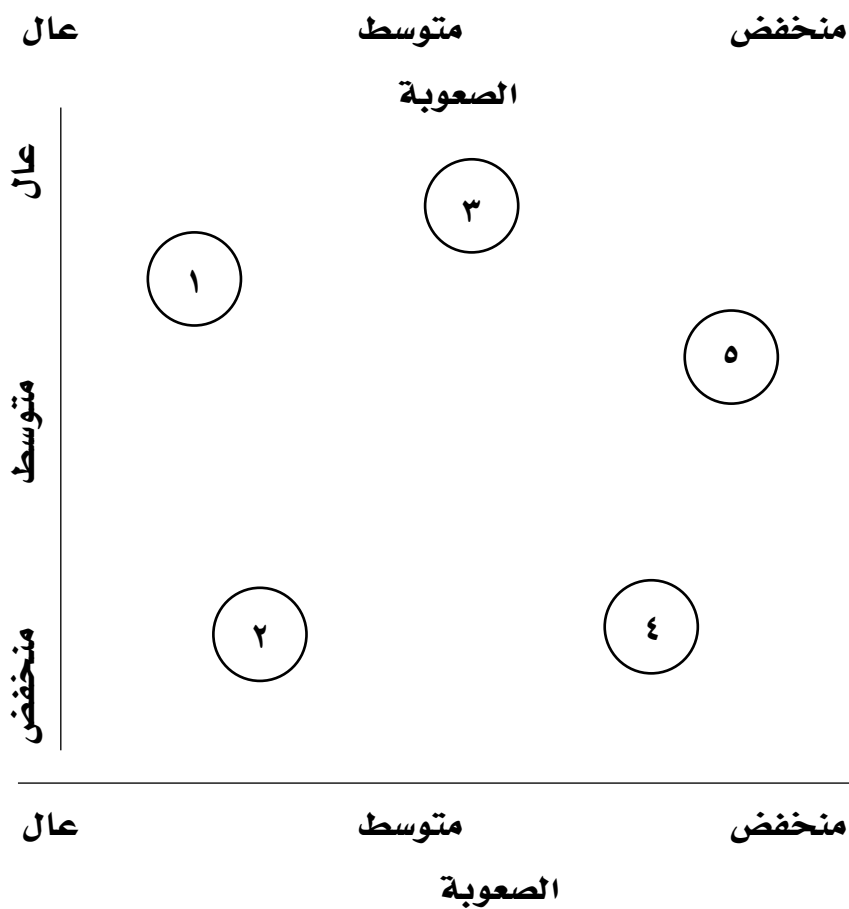 منخفض متوسط عال
الصعوبة
عال
٣
١
٥
متوسط
٤
٢
منخفض
منخفض متوسط عال
الصعوبة